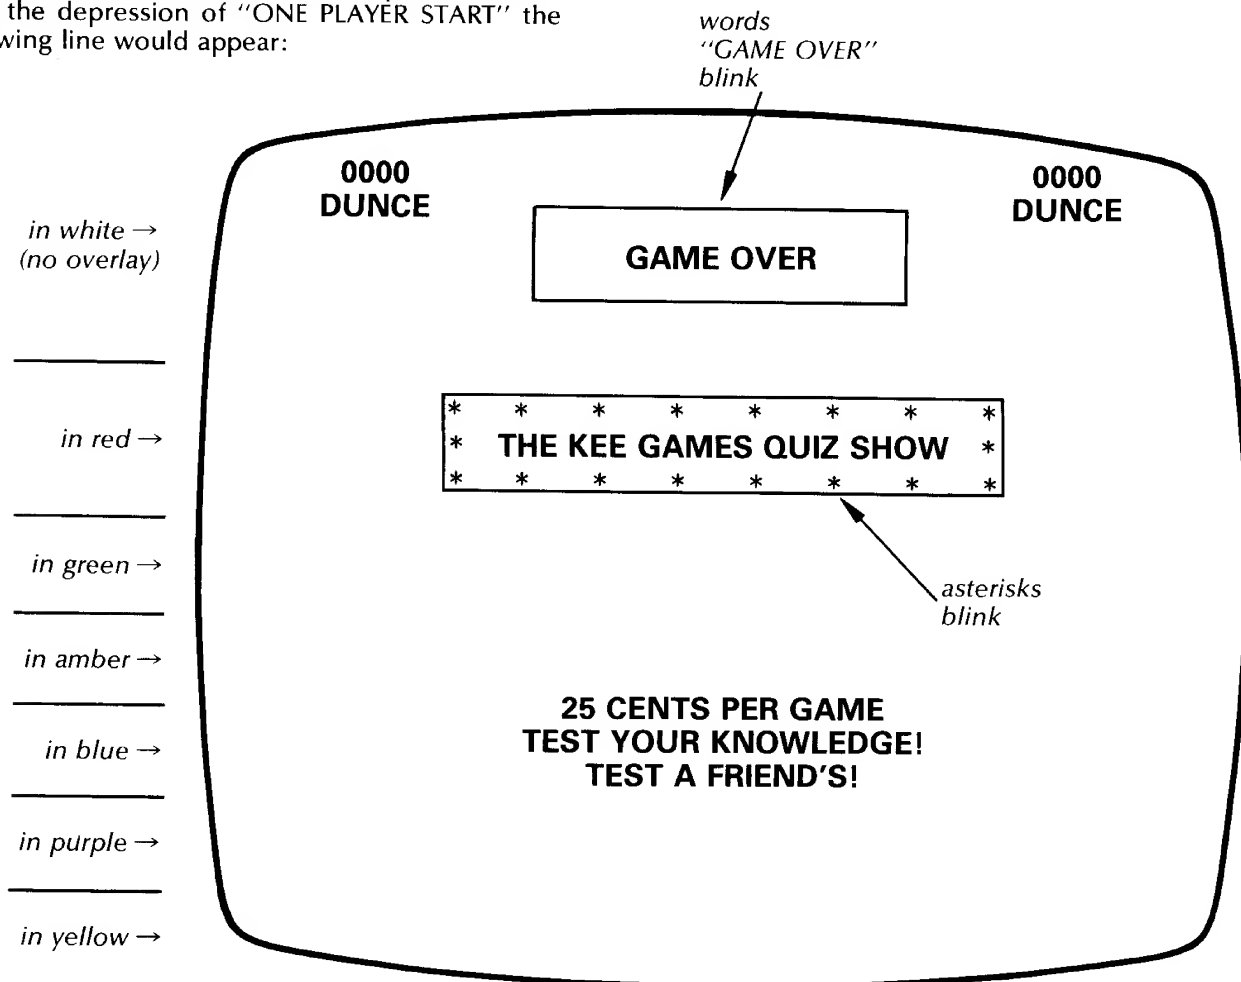 the depression of "ONE PLAYER START" the
wing line would appear:
words
"GAME OVER"
blink
0000
DUNCE
0000
DUNCE
in white →
(no overlay)
GAME OVER
in red →
* * * * * * * *
* THE KEE GAMES QUIZ SHOW *
* * * * * * * *
in green →
asterisks
blink
in amber →
25 CENTS PER GAME
in blue →
TEST YOUR KNOWLEDGE!
TEST A FRIEND'S!
in purple →
in yellow →